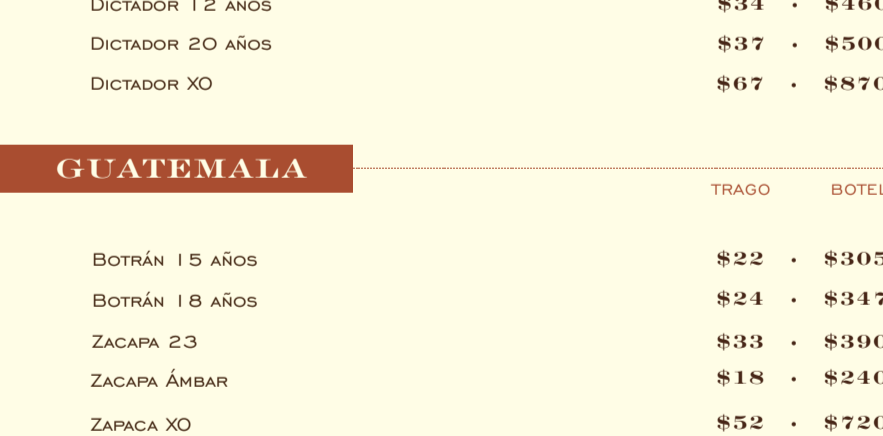 Dictador 12 años $34 • $460
Dictador 20 años $37 • $500
Dictador XO $67 • $870
GUATEMALA
TRAGO BOTEL
Botrán 15 años $22 • $305
Botrán 18 años $24 • $347
Zacapa 23 $33 • $390
Zacapa Ámbar $18 • $240
Zapaca XO $52 • $720